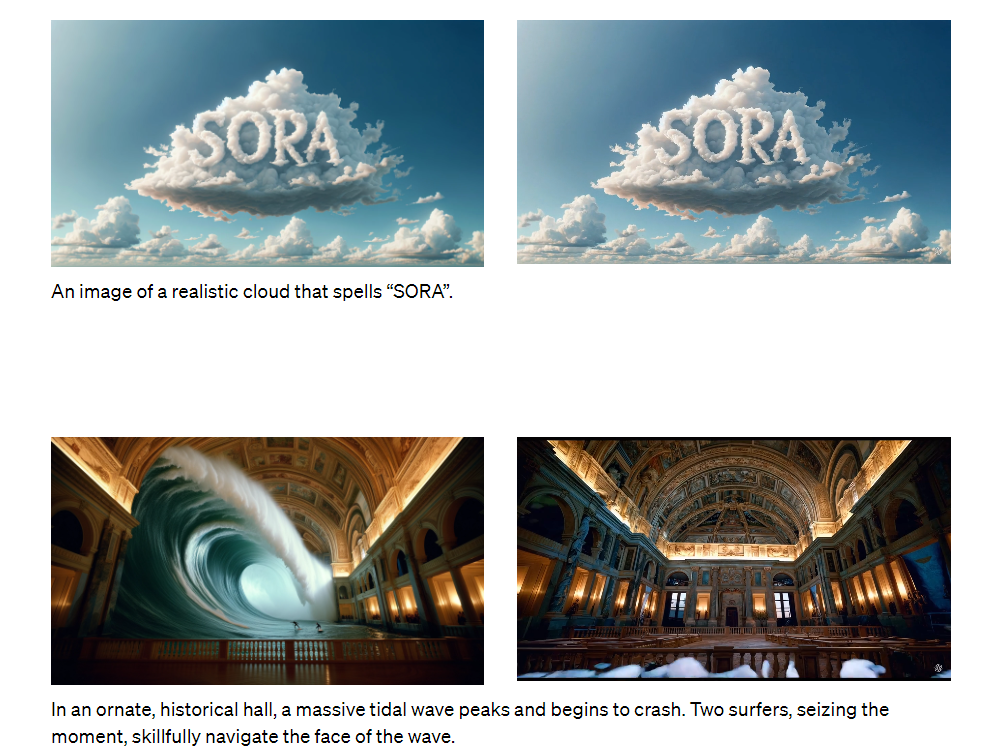 SORA
SORA
An image of a realistic cloud that spells “SORA”.
In an ornate, historical hall, a massive tidal wave peaks and begins to crash. Two surfers, seizing the
moment, skillfully navigate the face of the wave.